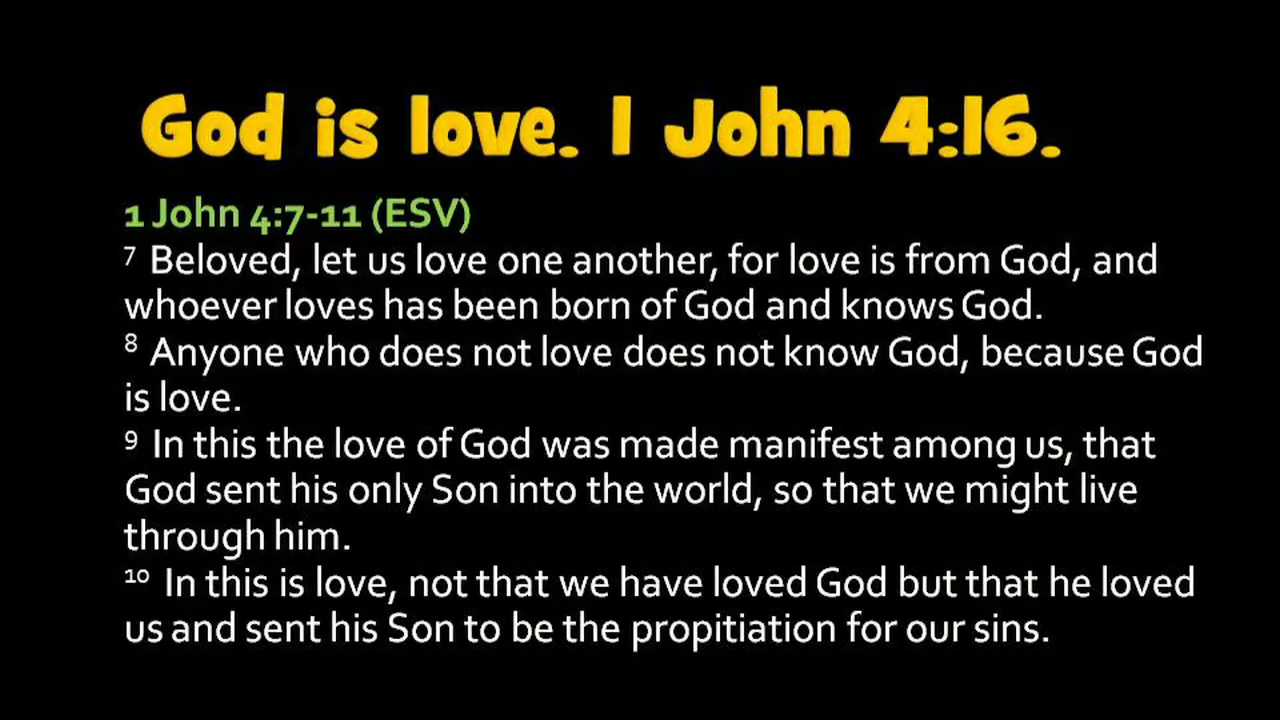 God is love. I John 4:16.
1 John 4:7-11 (ESV)
7 Beloved, let us love one another, for love is from God, and
whoever loves has been born of God and knows God.
8 Anyone who does not love does not know God, because God
is love.
9 In this the love of God was made manifest among us, that
God sent his only Son into the world, so that we might live
through him.
10 In this is love, not that we have loved God but that he loved
us and sent his Son to be the propitiation for our sins.